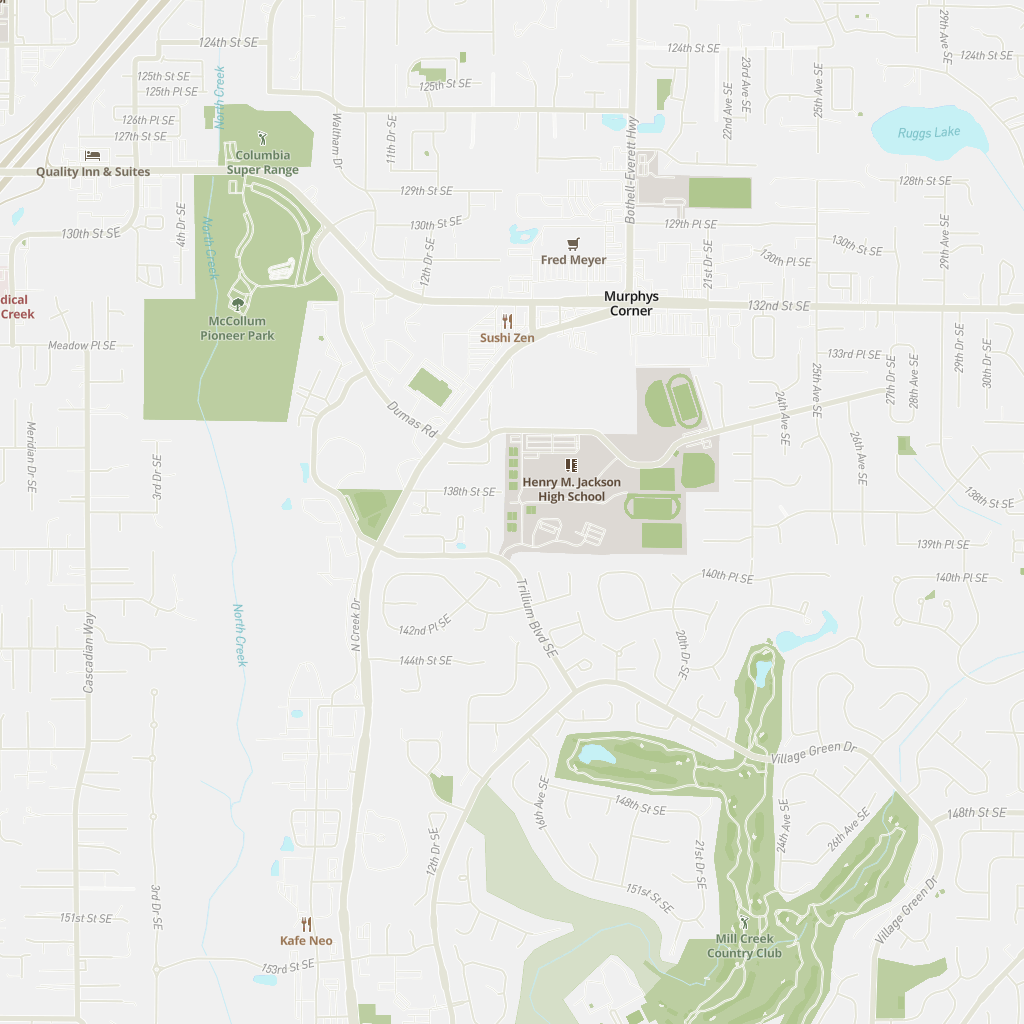 124th St SE
124th St SE
29th Ave SE
124th St SE
125th St SE
125th Pl SE
North Creek
125th St SE
23rd Ave SE
22nd Ave SE
25th Ave SE
126th Pl SE
127th St SE
Waltham Dr
11th Dr SE
Bothell-Everett Hwy
Ruggs Lake
Columbia
Super Range
Quality Inn & Suites
128th St SE
129th St SE
4th Dr SE
North Creek
130th St SE
130th St SE
129th Pl SE
130th St SE
130th Pl SE
29th Ave SE
12th Dr SE
21st Dr SE
Fred Meyer
dical
Creek
McCollum
Pioneer Park
Murphys
Corner
132nd St SE
Sushi Zen
Meadow Pl SE
133rd Pl SE
29th Dr SE
30th Dr SE
27th Dr SE
28th Ave SE
25th Ave SE
24th Ave SE
Dumas Rd
26th Ave SE
Meridian Dr SE
3rd Dr SE
Henry M. Jackson
High School
138th St SE
138th St SE
139th Pl SE
140th Pl SE
140th Pl SE
Trillium Blvd SE
N Creek Dr
142nd Pl SE
North Creek
Cascadian Way
144th St SE
20th Dr SE
Village Green Dr
16th Ave SE
148th St SE
148th St SE
24th Ave SE
26th Ave SE
12th Dr SE
21st Dr SE
151st St SE
3rd Dr SE
151st St SE
Village Green Dr
Kafe Neo
Mill Creek
Country Club
153rd St SE